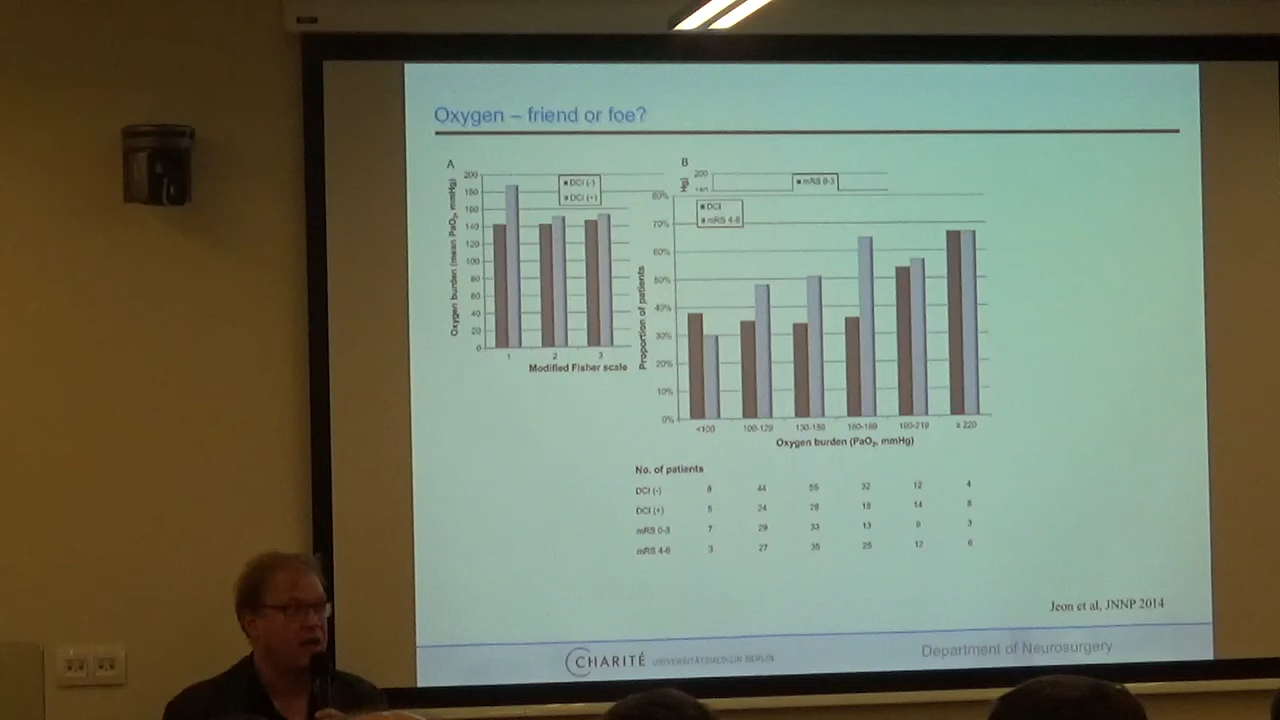 Oxygen – friend or foe?
A
200
180
160
140
120
100
80
60
40
20
0
Oxygen burden (mean PaO₂, mmHg)
DCI (-)
DCI (+)
1 2 3
Modified Fisher scale
B
200
mRS 0-3
DCI
mRS 4-6
80%
70%
60%
50%
40%
30%
20%
10%
0%
Proportion of patients
<100 100-129 130-159 160-189 190-219 ≥ 220
Oxygen burden (PaO₂, mmHg)
No. of patients
DCI (-) 8 44 55 32 12 4
DCI (+) 5 24 28 18 14 8
mRS 0-3 7 29 33 13 9 3
mRS 4-6 3 27 35 25 12 6
Jeon et al, JNNP 2014
CHARITÉ UNIVERSITÄTSMEDIZIN BERLIN
Department of Neurosurgery